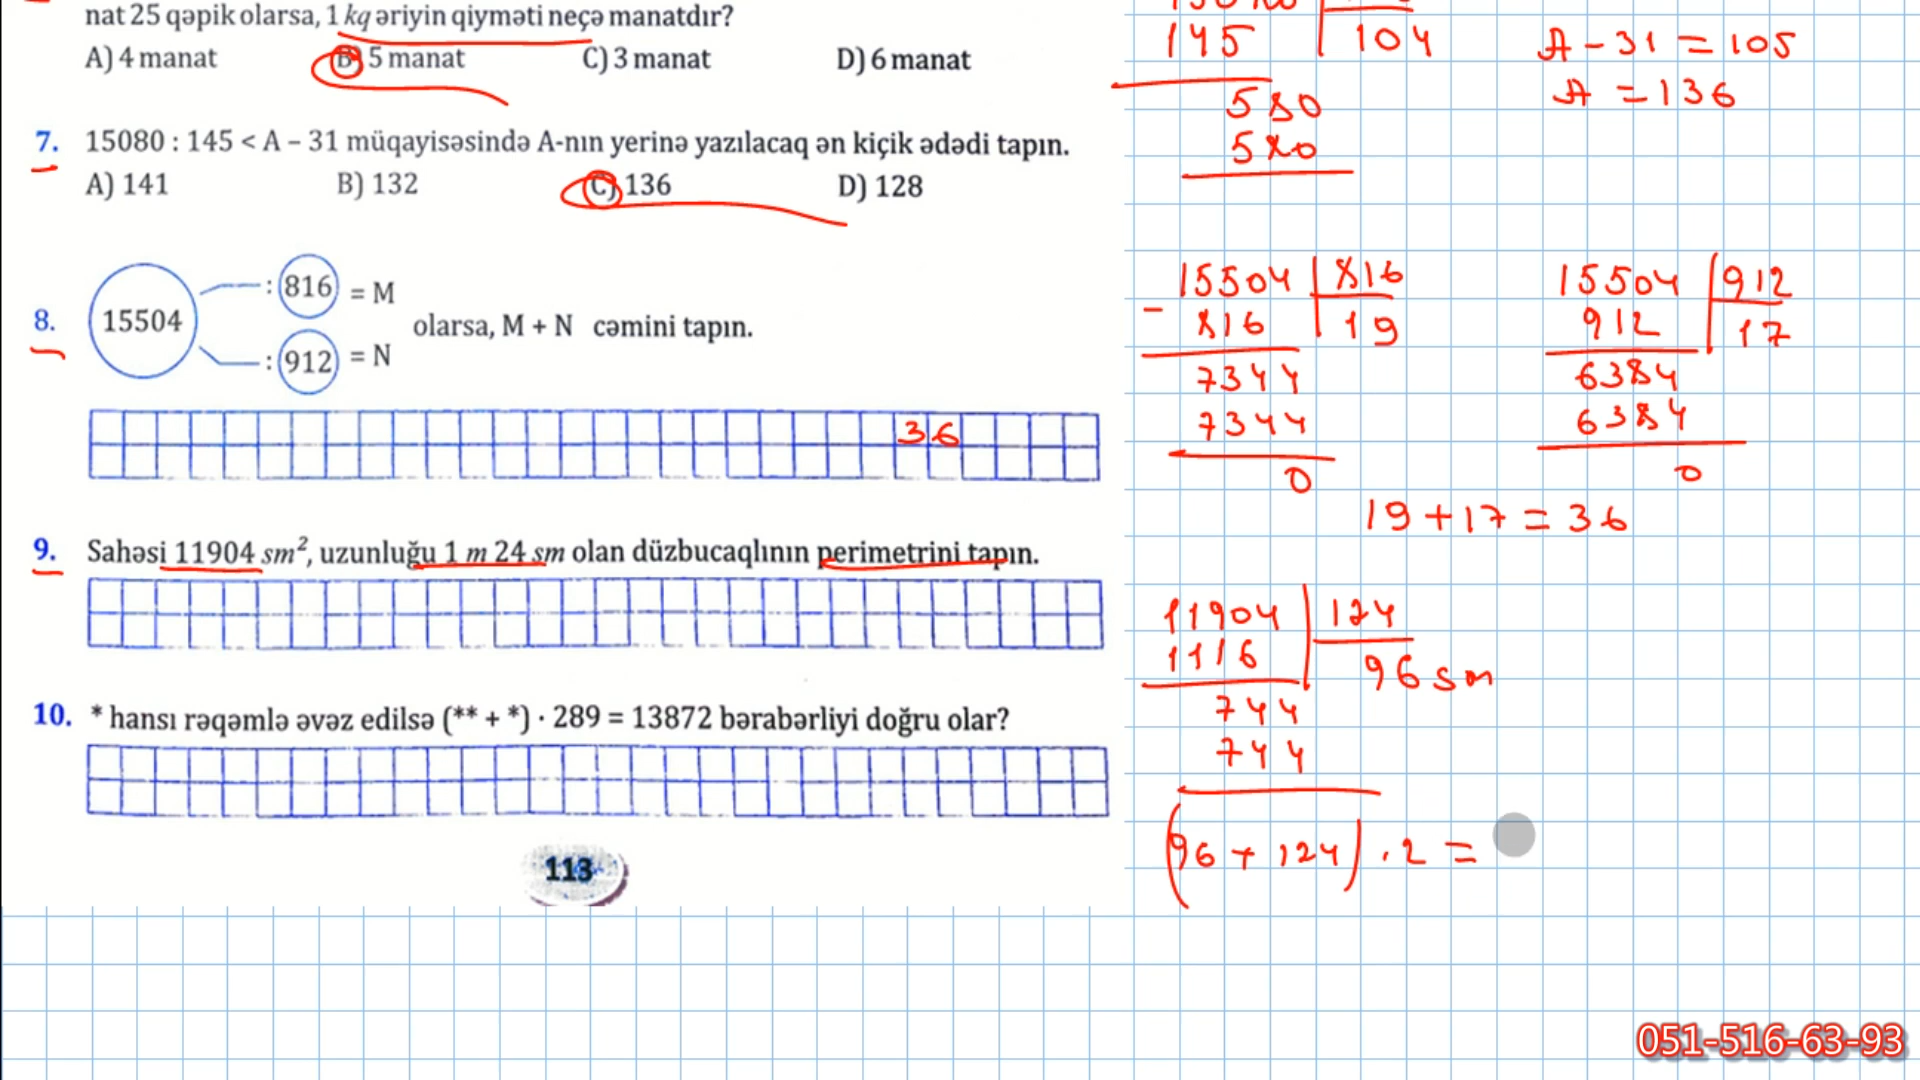 nat 25 qəpik olarsa, 1 kq əriyin qiyməti neçə manatdır?
A) 4 manat B) 5 manat C) 3 manat D) 6 manat
7. 15080 : 145 < A – 31 müqayisəsində A-nın yerinə yazılacaq ən kiçik ədədi tapın.
A) 141 B) 132 C) 136 D) 128
8. 15504 : 816 = M
: 912 = N
olarsa, M + N cəmini tapın.
36
9. Sahəsi 11904 sm², uzunluğu 1 m 24 sm olan düzbucaqlının perimetrini tapın.
10. * hansı rəqəmlə əvəz edilsə (** + *) · 289 = 13872 bərabərliyi doğru olar?
113
145 104
580
580
A – 31 = 105
A = 136
15504 816
– 816 19
7344
7344
0
15504 912
912 17
6384
6384
0
19 + 17 = 36
11904 124
1116 96 sm
744
744
(96 + 124) . 2 =
051-516-63-93